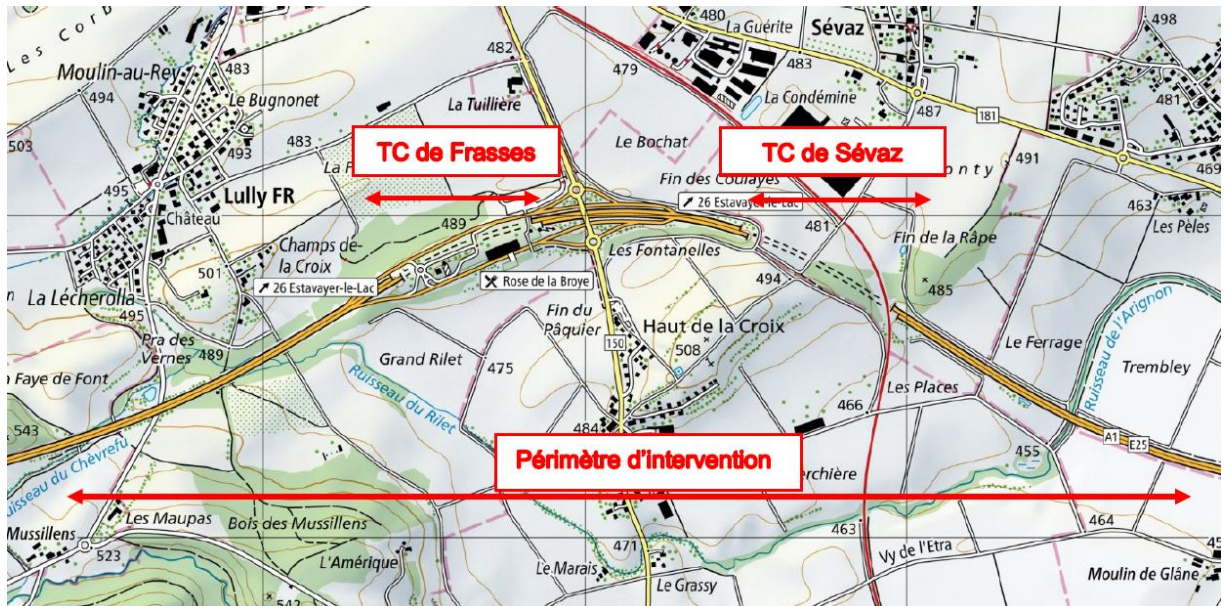 Les Corb
480
La Guérite
Sévaz
498
482
483
479
483
Moulin-au-Rey
494
Le Bugnonet
La Tuillière
La Condémine
487
481
181
503
493
483
TC de Frasses
Le Bochat
TC de Sévaz
onty
491
469
495
Lully FR
Fin des Coulayes
26 Estavayer-le-Lac
463
Château
489
481
Les Pèles
Champs de-
la Croix
501
Les Fontanelles
Fin de la Râpe
26 Estavayer-le-Lac
Rose de la Broye
494
485
La Lécherolla
495
Fin du
Pâquier
Haut de la Croix
Pra des
Vernes
489
150
508
Le Ferrage
Ruisseau de l'Arignon
a Faye de Font
Grand Rilet
475
Trembley
Ruisseau du Rilet
Les Places
466
543
484
A1
E25
Périmètre d'intervention
erchière
455
uisseau du Chèvrefu
Les Maupas
Bois des Mussillens
463
464
Mussillens
523
L'Amérique
471
Vy de l'Etra
45
Le Marais
Le Grassy
Moulin de Glâne
542